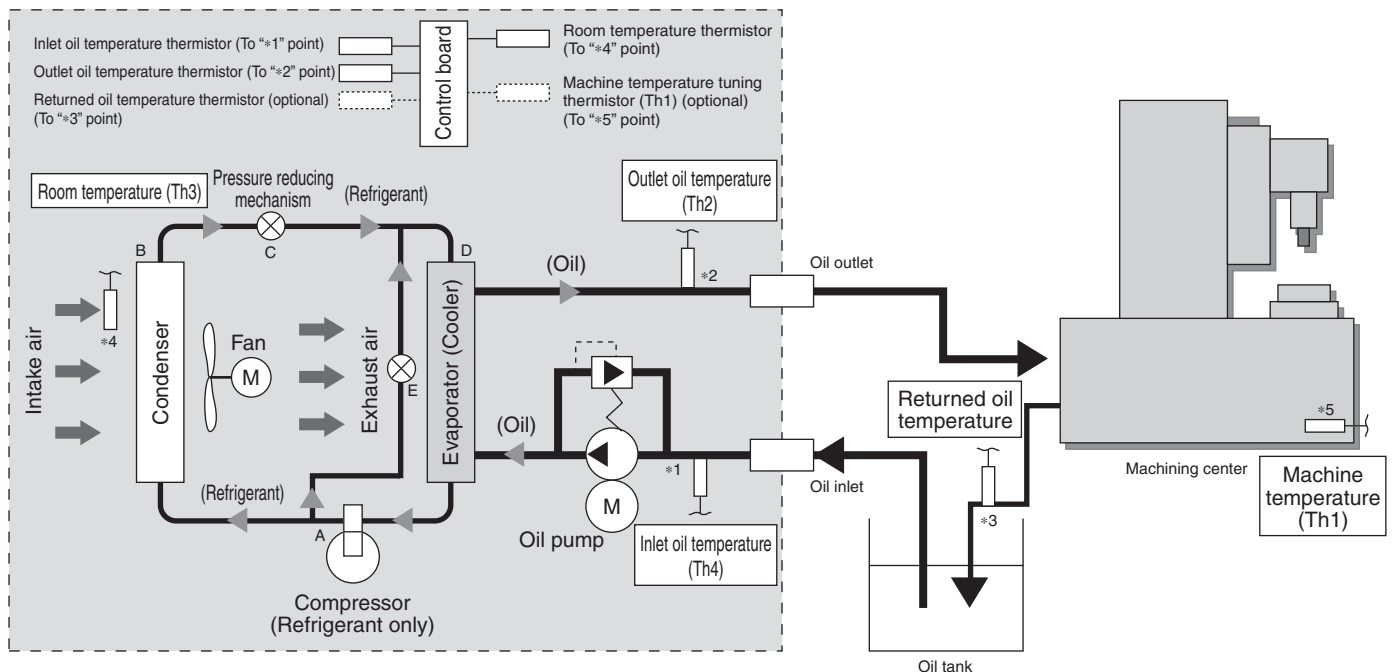 Inlet oil temperature thermistor (To “*1” point)
Outlet oil temperature thermistor (To “*2” point)
Returned oil temperature thermistor (optional)
(To “*3” point)
Control board
Room temperature thermistor
(To “*4” point)
Machine temperature tuning
thermistor (Th1) (optional)
(To “*5” point)
Room temperature (Th3)
Pressure reducing
mechanism
(Refrigerant)
Outlet oil temperature
(Th2)
B
C
D
*4
Intake air
Condenser
Fan
M
Exhaust air
E
Evaporator (Cooler)
(Oil)
*2
Oil outlet
(Oil)
*1
Oil inlet
M
Oil pump
Inlet oil temperature
(Th4)
(Refrigerant)
A
Compressor
(Refrigerant only)
Returned oil
temperature
*3
Oil tank
*5
Machining center
Machine
temperature
(Th1)